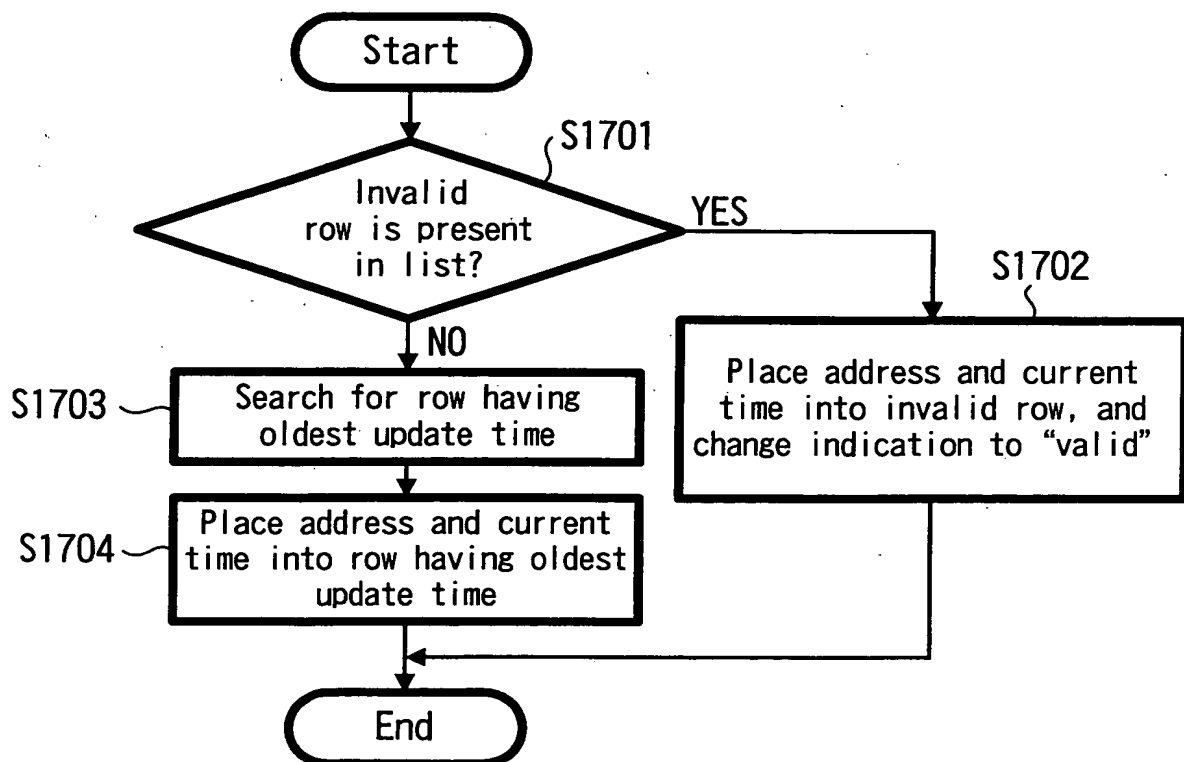 Start
S1701
Invalid
row is present
in list?
YES
S1702
Place address and current
time into invalid row, and
change indication to “valid”
NO
S1703
Search for row having
oldest update time
S1704
Place address and current
time into row having oldest
update time
End